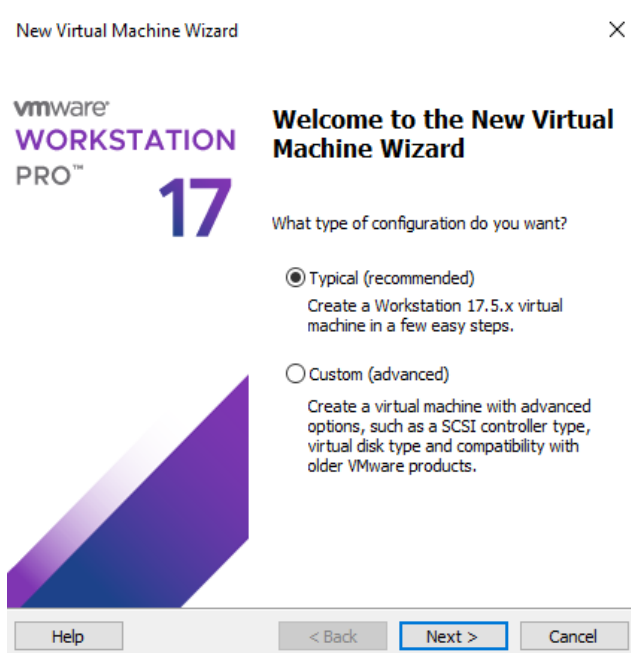 New Virtual Machine Wizard
vmware®
WORKSTATION
PRO™
17
Welcome to the New Virtual
Machine Wizard
What type of configuration do you want?
Typical (recommended)
Create a Workstation 17.5.x virtual
machine in a few easy steps.
Custom (advanced)
Create a virtual machine with advanced
options, such as a SCSI controller type,
virtual disk type and compatibility with
older VMware products.
Help
< Back
Next >
Cancel